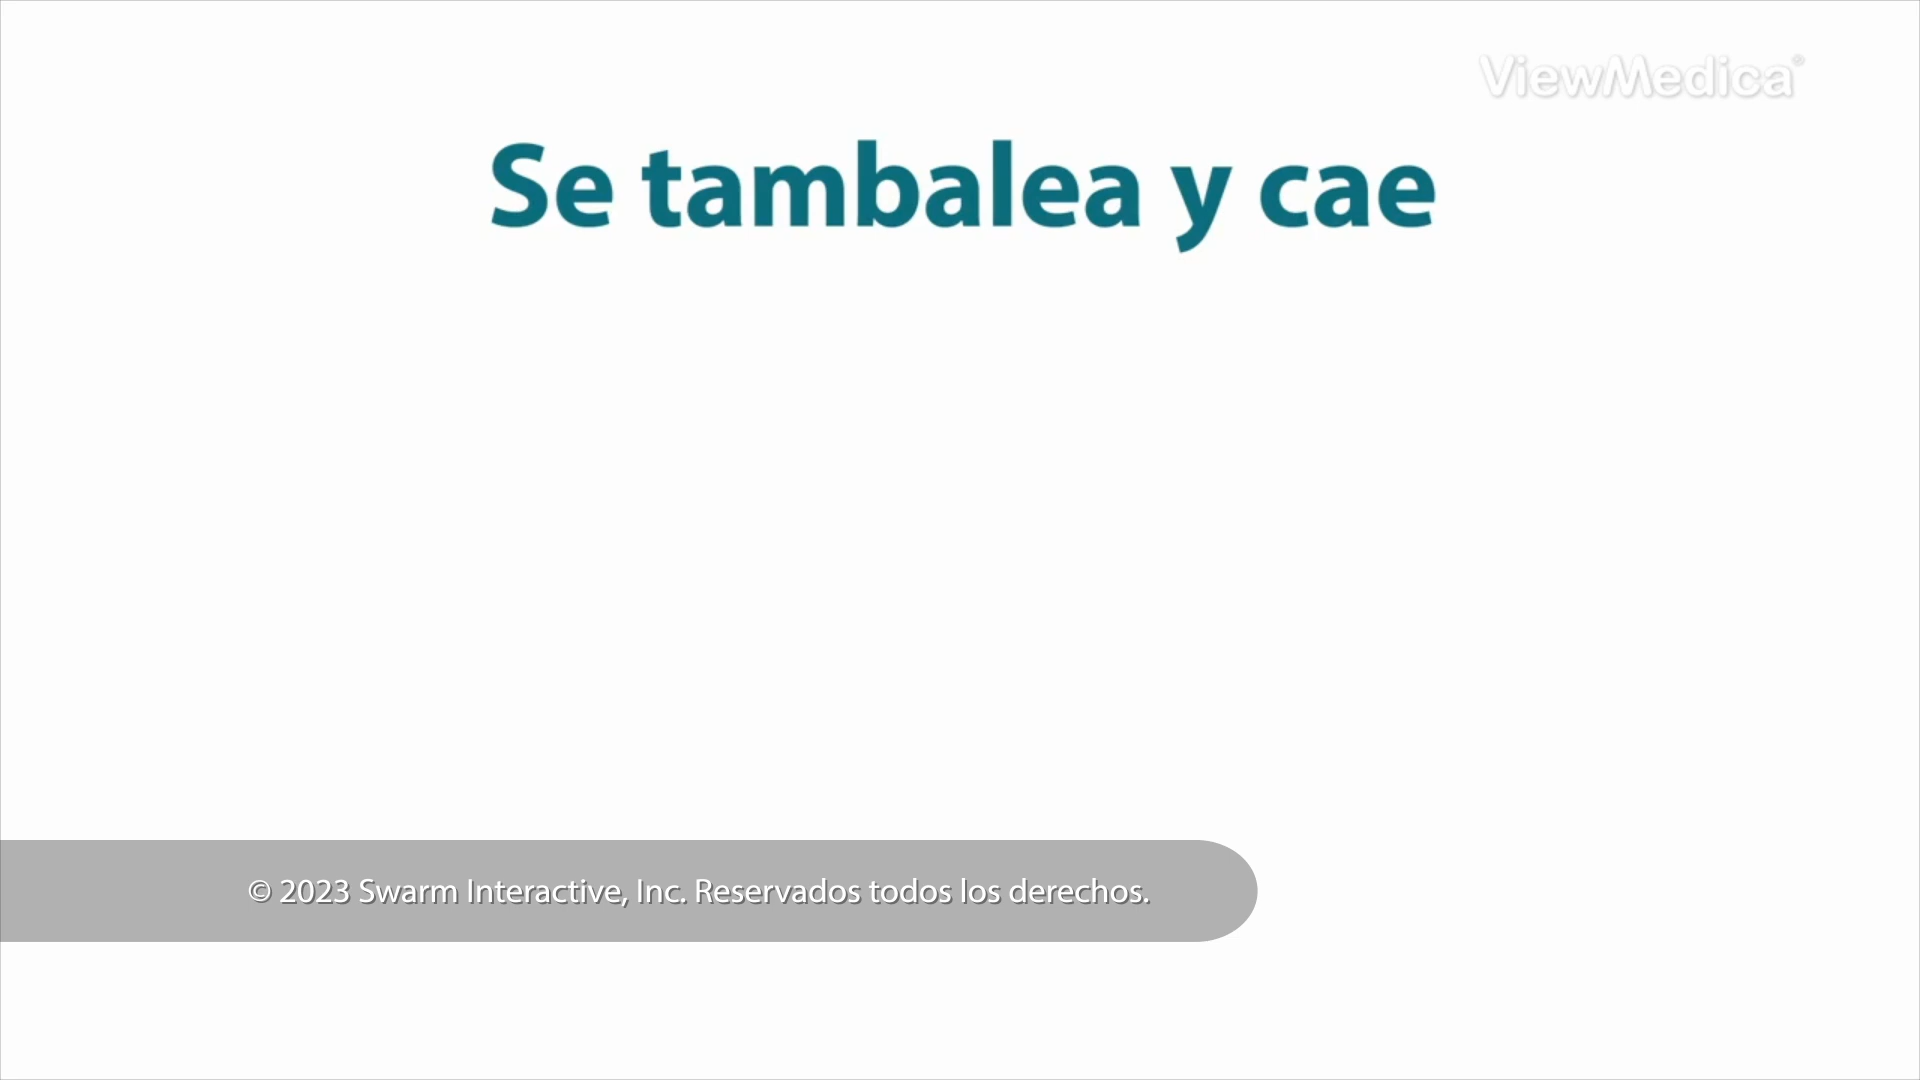 ViewMedica®
Se tambalea y cae
© 2023 Swarm Interactive, Inc. Reservados todos los derechos.